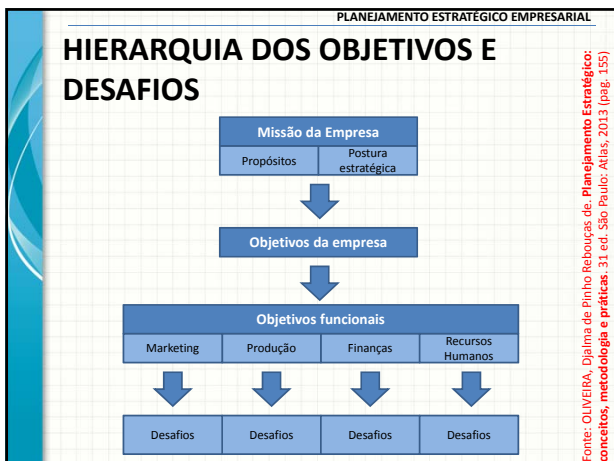 PLANEJAMENTO ESTRATÉGICO EMPRESARIAL
HIERARQUIA DOS OBJETIVOS E
DESAFIOS
Missão da Empresa
Propósitos
Postura
estratégica
Objetivos da empresa
Objetivos funcionais
Marketing
Produção
Finanças
Recursos
Humanos
Desafios
Desafios
Desafios
Desafios
Fonte: OLIVEIRA, Djalma de Pinho Rebouças de. Planejamento Estratégico:
conceitos, metodologia e práticas. 31 ed. São Paulo: Atlas, 2013 (pag. 155)